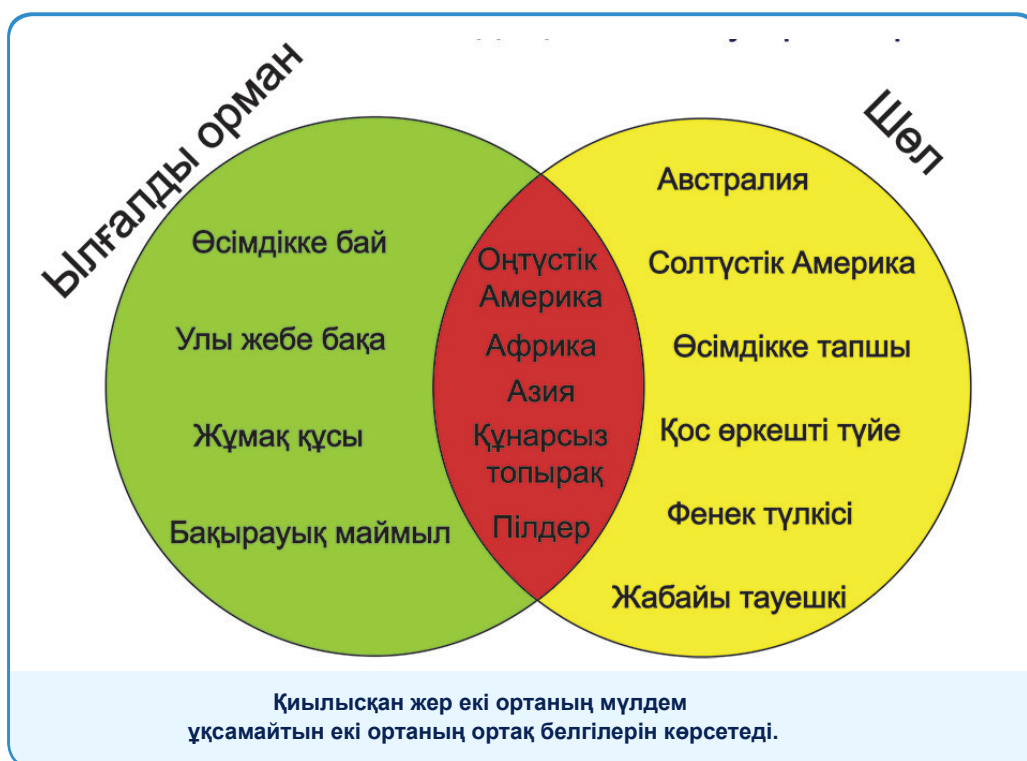 Ылғалды орман
Шөл
Өсімдікке бай
Улы жебе бақа
Жұмақ құсы
Бақырауық маймыл
Оңтүстік
Америка
Африка
Азия
Құнарсыз
топырақ
Пілдер
Австралия
Солтүстік Америка
Өсімдікке тапшы
Қос өркешті түйе
Фенек түлкісі
Жабайы тауешкі
Қиылысқан жер екі ортаның мүлдем
ұқсамайтын екі ортаның ортақ белгілерін көрсетеді.